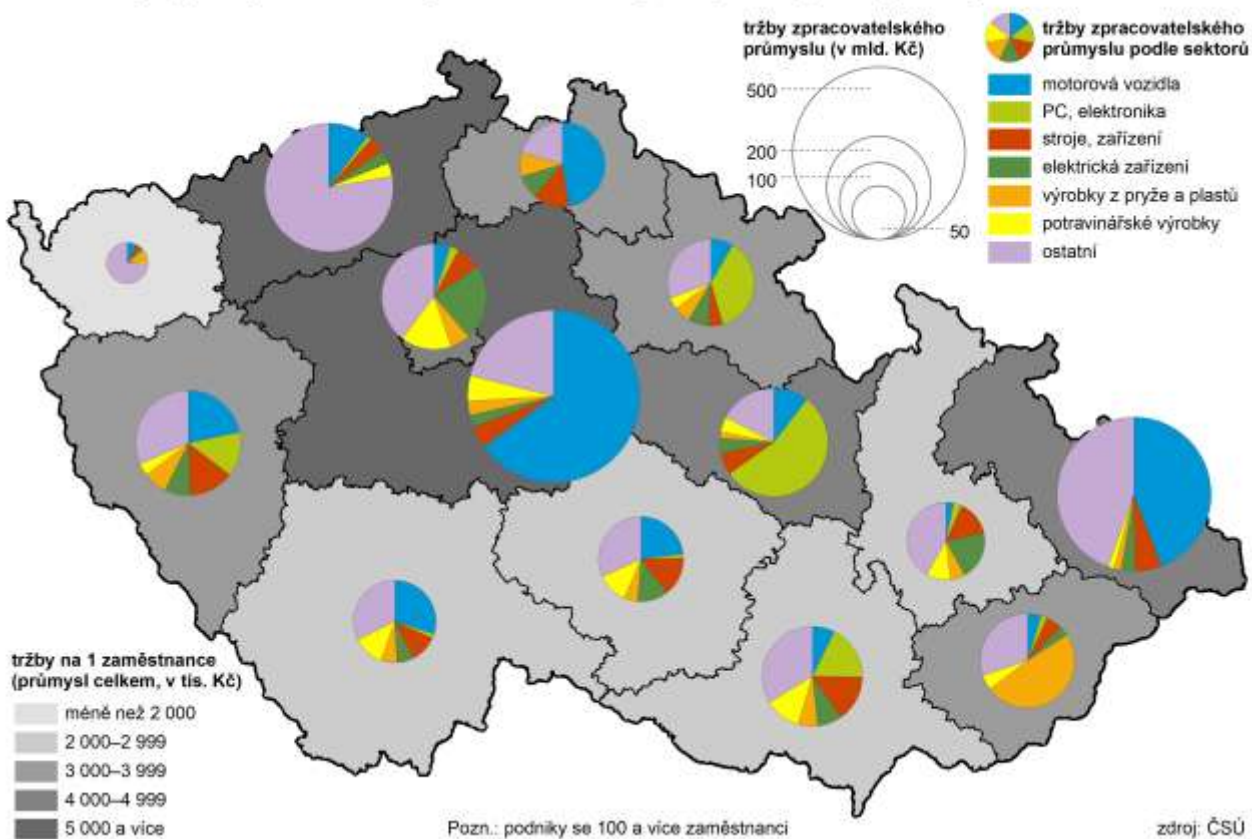 tržby zpracovatelského
průmyslu (v mld. Kč)
500
200
100
50
tržby zpracovatelského
průmyslu podle sektorů
motorová vozidla
PC, elektronika
stroje, zařízení
elektrická zařízení
výrobky z pryže a plastů
potravinářské výrobky
ostatní
tržby na 1 zaměstnance
(průmysl celkem, v tis. Kč)
méně než 2 000
2 000–2 999
3 000–3 999
4 000–4 999
5 000 a více
Pozn.: podniky se 100 a více zaměstnanci
zdroj: ČSÚ